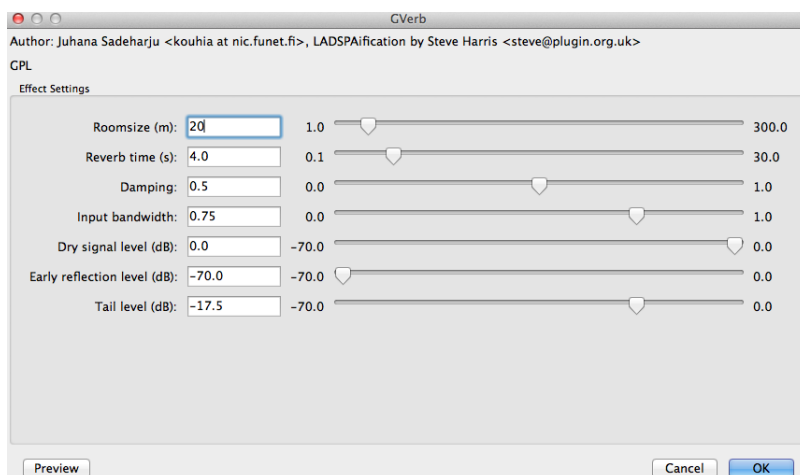 GVerb
Author: Juhana Sadeharju <kouhia at nic.funet.fi>, LADSPAification by Steve Harris <steve@plugin.org.uk>
GPL
Effect Settings
Roomsize (m): 20 1.0 300.0
Reverb time (s): 4.0 0.1 30.0
Damping: 0.5 0.0 1.0
Input bandwidth: 0.75 0.0 1.0
Dry signal level (dB): 0.0 -70.0 0.0
Early reflection level (dB): -70.0 -70.0 0.0
Tail level (dB): -17.5 -70.0 0.0
Preview Cancel OK